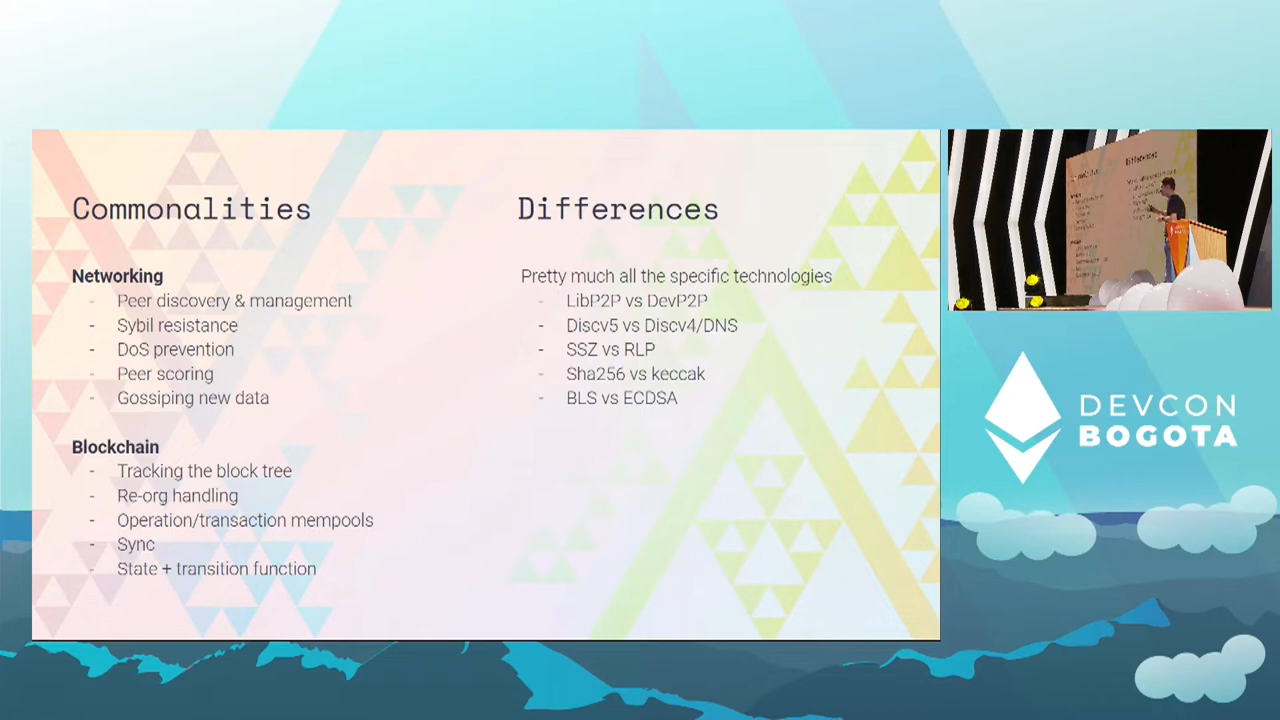 Commonalities
Networking
- Peer discovery & management
- Sybil resistance
- DoS prevention
- Peer scoring
- Gossiping new data
Blockchain
- Tracking the block tree
- Re-org handling
- Operation/transaction mempools
- Sync
- State + transition function
Differences
Pretty much all the specific technologies
- LibP2P vs DevP2P
- Discv5 vs Discv4/DNS
- SSZ vs RLP
- Sha256 vs keccak
- BLS vs ECDSA
Differences
DEVCON
BOGOTA